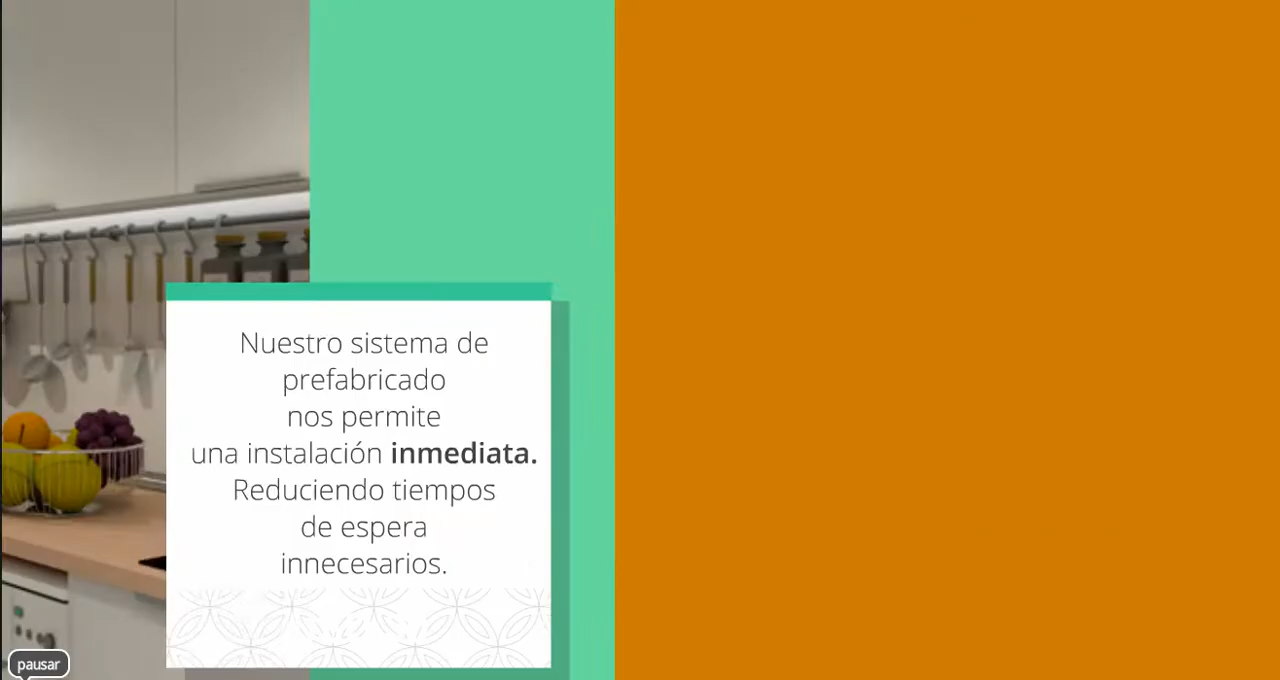 Nuestro sistema de
prefabricado
nos permite
una instalación inmediata.
Reduciendo tiempos
de espera
innecesarios.
pausar